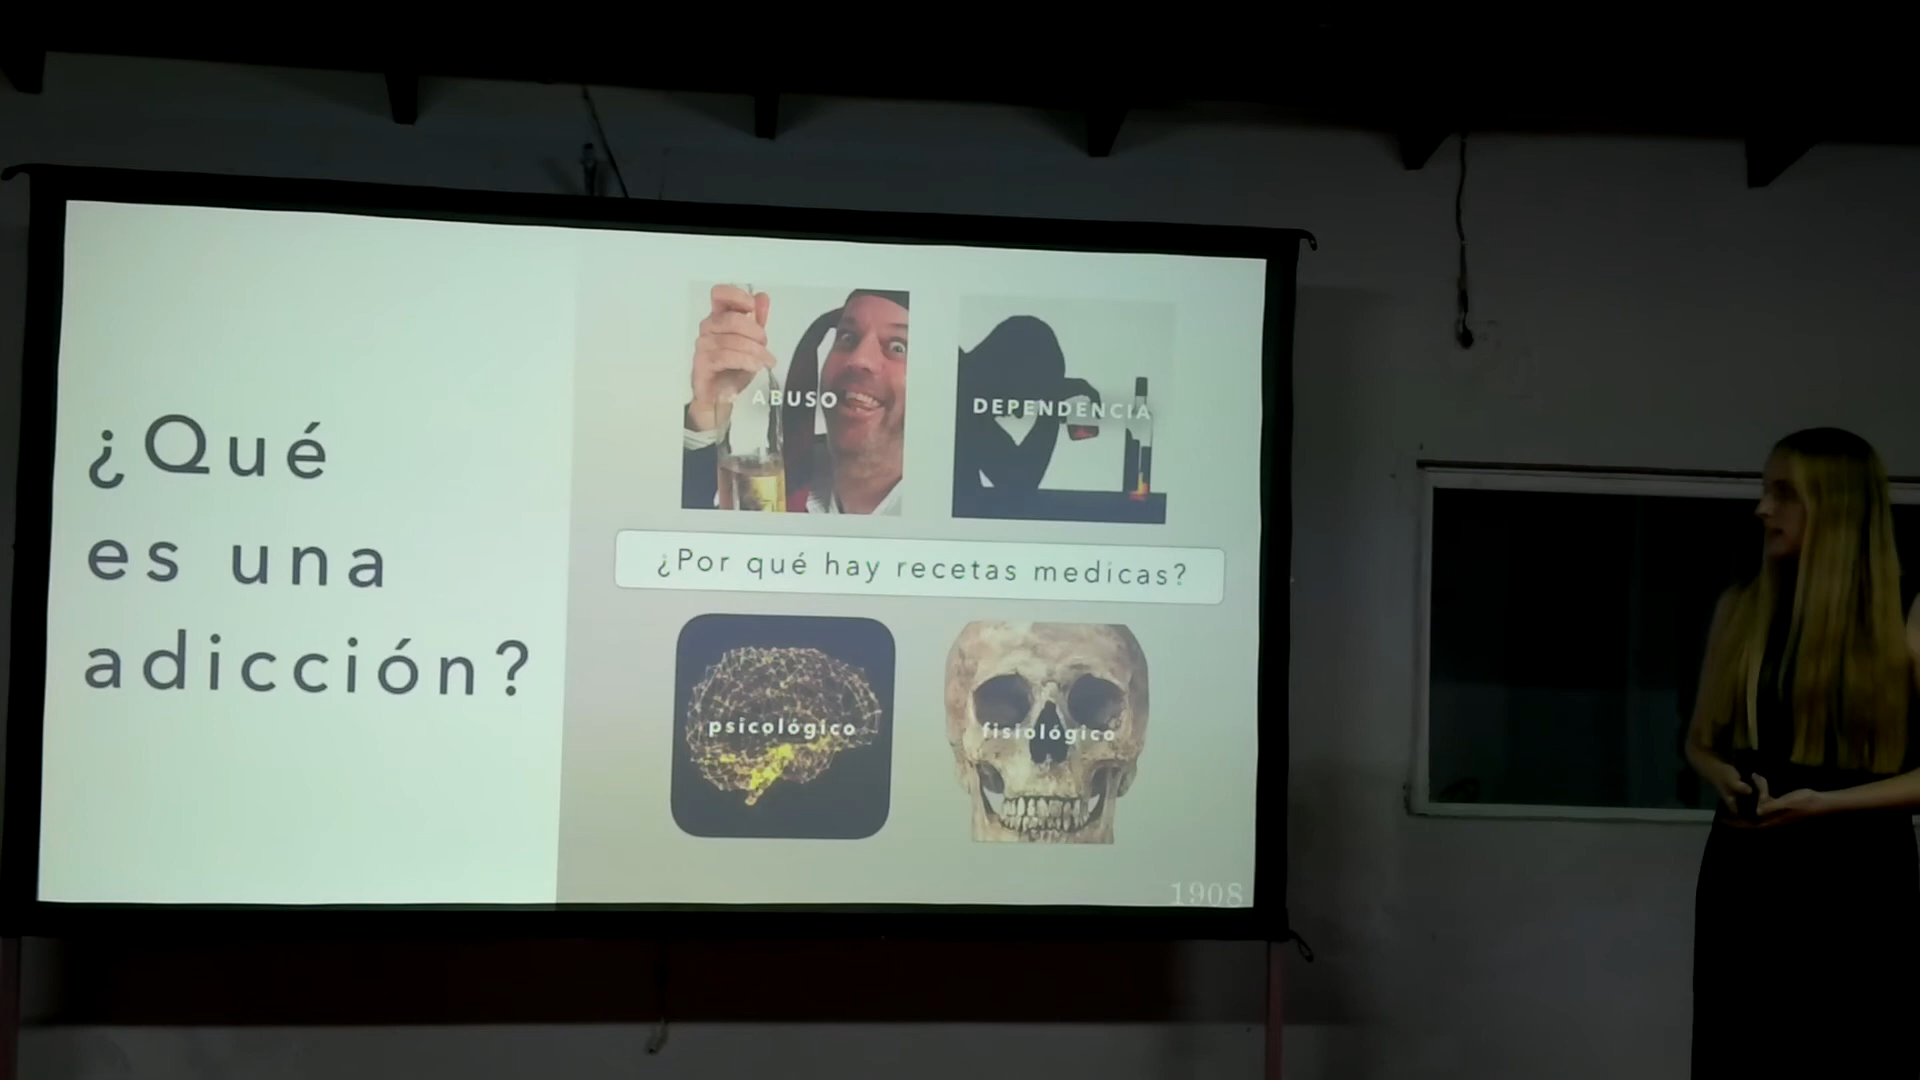 ¿Qué
es una
adicción?
ABUSO
DEPENDENCIA
¿Por qué hay recetas medicas?
psicológico
fisiológico
1908